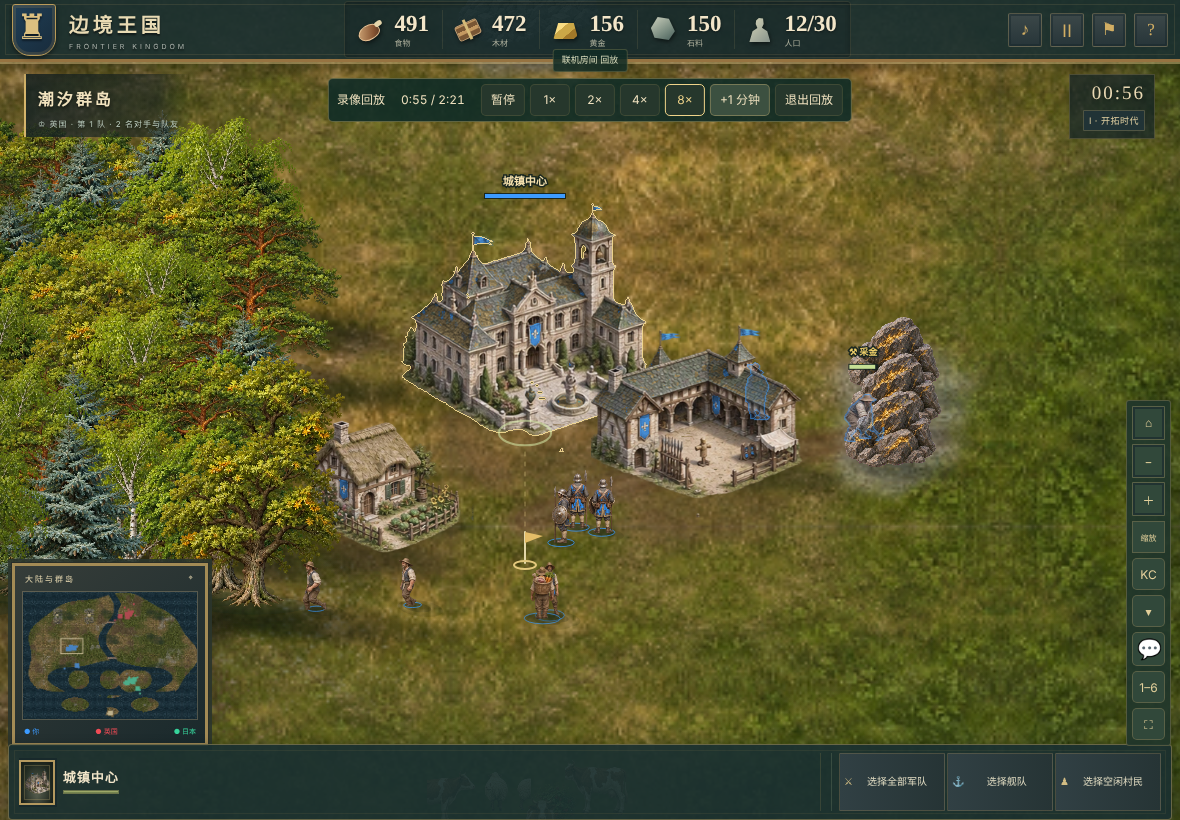 边境王国
FRONTIER KINGDOM
491
食物
472
木材
156
黄金
150
石料
12/30
人口
♪
II
?
联机房间 回放
潮汐群岛
英国 · 第 1 队 · 2 名对手与队友
录像回放 0:55 / 2:21 暂停 1× 2× 4× 8× +1 分钟 退出回放
00:56
I · 开拓时代
城镇中心
采金
−
+
缩放
KC
▾
1–6
大陆与群岛
你 英国 日本
城镇中心
选择全部军队
选择舰队
选择空闲村民